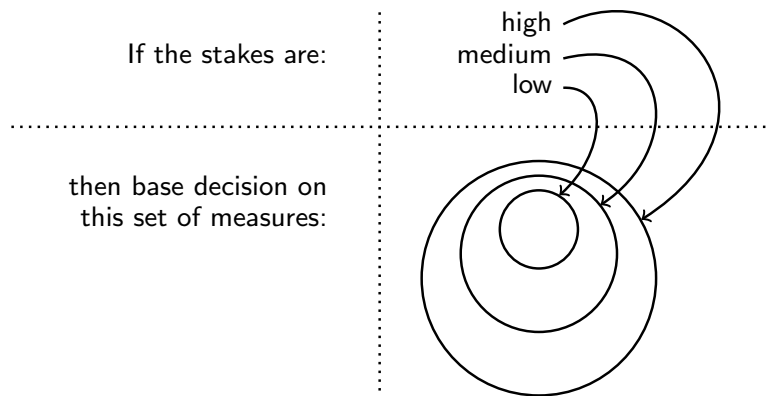 If the stakes are:
high
medium
low
then base decision on
this set of measures: